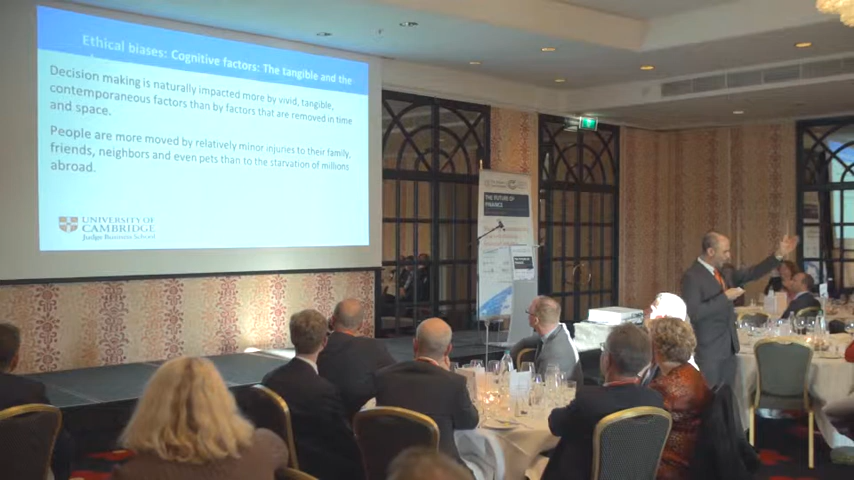 Ethical biases: Cognitive factors: The tangible and the
Decision making is naturally impacted more by vivid, tangible,
contemporaneous factors than by factors that are removed in time
and space.
People are more moved by relatively minor injuries to their family,
friends, neighbors and even pets than to the starvation of millions
abroad.
UNIVERSITY OF
CAMBRIDGE
Judge Business School
THE FUTURE OF
FINANCE